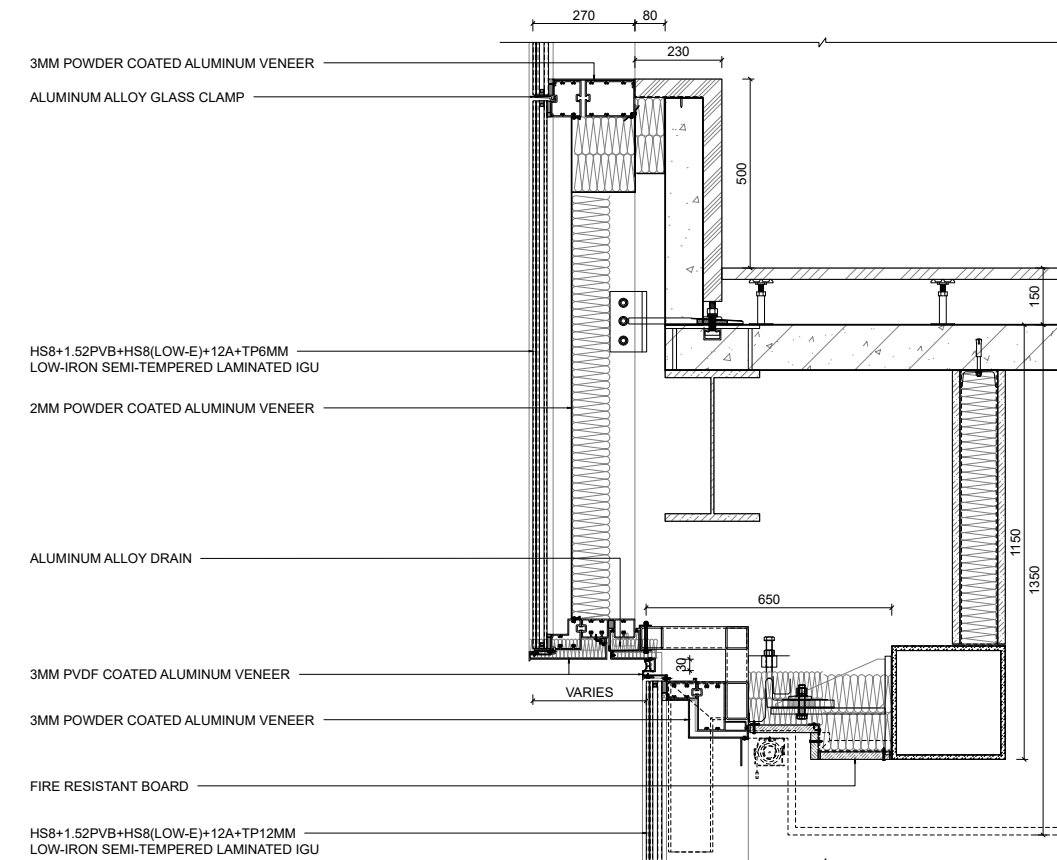 270
80
230
3MM POWDER COATED ALUMINUM VENEER
ALUMINUM ALLOY GLASS CLAMP
500
150
HS8+1.52PVB+HS8(LOW-E)+12A+TP6MM
LOW-IRON SEMI-TEMPERED LAMINATED IGU
2MM POWDER COATED ALUMINUM VENEER
1150
1350
ALUMINUM ALLOY DRAIN
650
30
3MM PVDF COATED ALUMINUM VENEER
VARIES
3MM POWDER COATED ALUMINUM VENEER
FIRE RESISTANT BOARD
HS8+1.52PVB+HS8(LOW-E)+12A+TP12MM
LOW-IRON SEMI-TEMPERED LAMINATED IGU